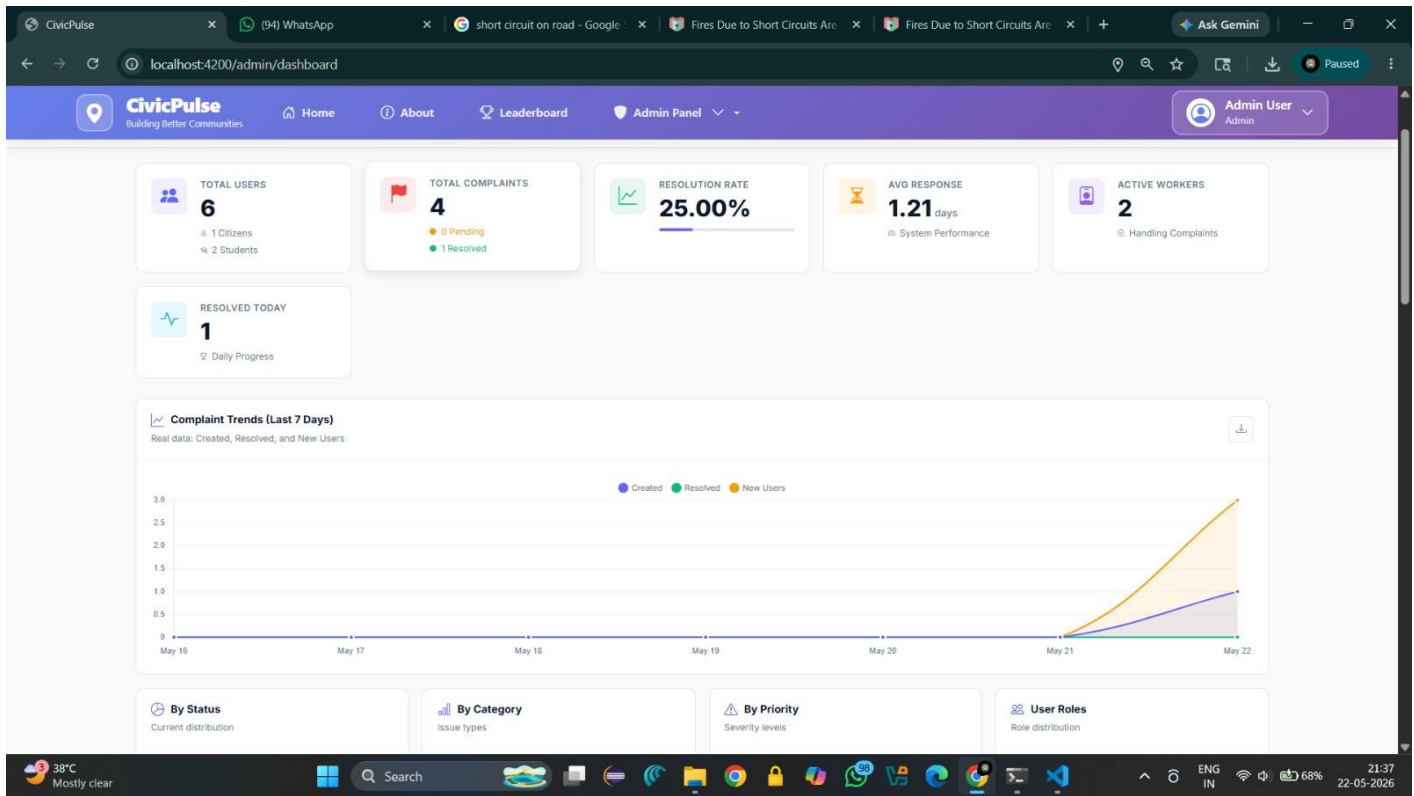 CivicPulse
(94) WhatsApp
short circuit on road - Google
Fires Due to Short Circuits Are
Fires Due to Short Circuits Are
Ask Gemini
localhost:4200/admin/dashboard
Paused
CivicPulse
Building Better Communities
Home
About
Leaderboard
Admin Panel
Admin User
Admin
TOTAL USERS
6
1 Citizens
2 Students
TOTAL COMPLAINTS
4
0 Pending
1 Resolved
RESOLUTION RATE
25.00%
AVG RESPONSE
1.21 days
System Performance
ACTIVE WORKERS
2
Handling Complaints
RESOLVED TODAY
1
Daily Progress
Complaint Trends (Last 7 Days)
Real data: Created, Resolved, and New Users
Created Resolved New Users
3.0
2.5
2.0
1.5
1.0
0.5
0
May 16 May 17 May 18 May 19 May 20 May 21 May 22
By Status
Current distribution
By Category
Issue types
By Priority
Severity levels
User Roles
Role distribution
3
38°C
Mostly clear
Search
98
ENG
IN
68%
21:37
22-05-2026